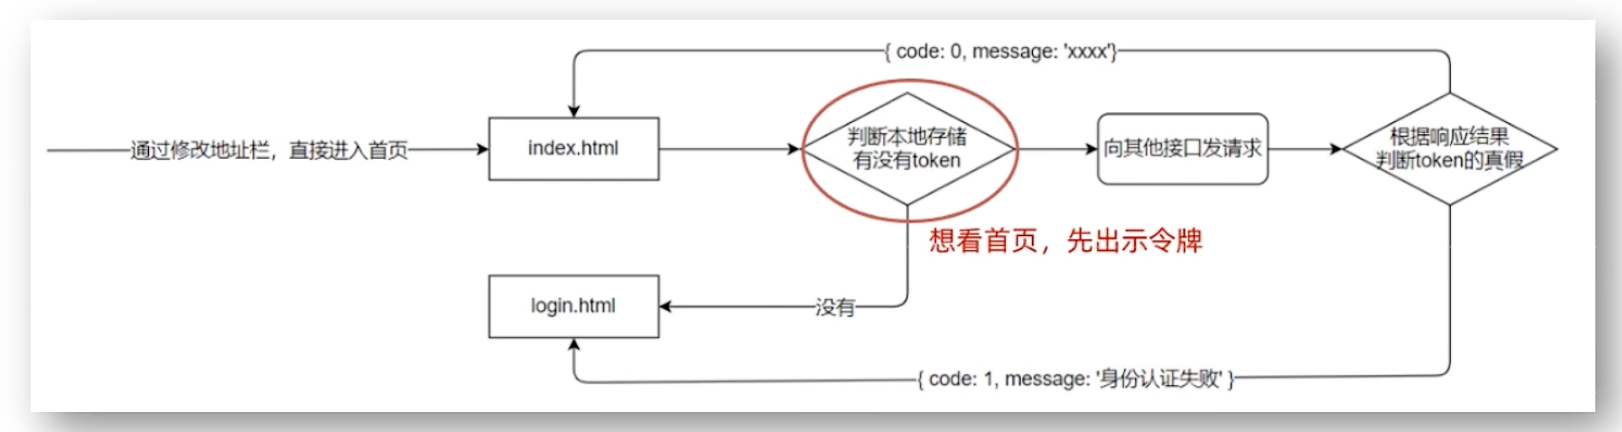 { code: 0, message: 'xxxx'}
通过修改地址栏，直接进入首页
index.html
判断本地存储
有没有token
向其他接口发请求
根据响应结果
判断token的真假
想看首页，先出示令牌
login.html
没有
{ code: 1, message: '身份认证失败' }